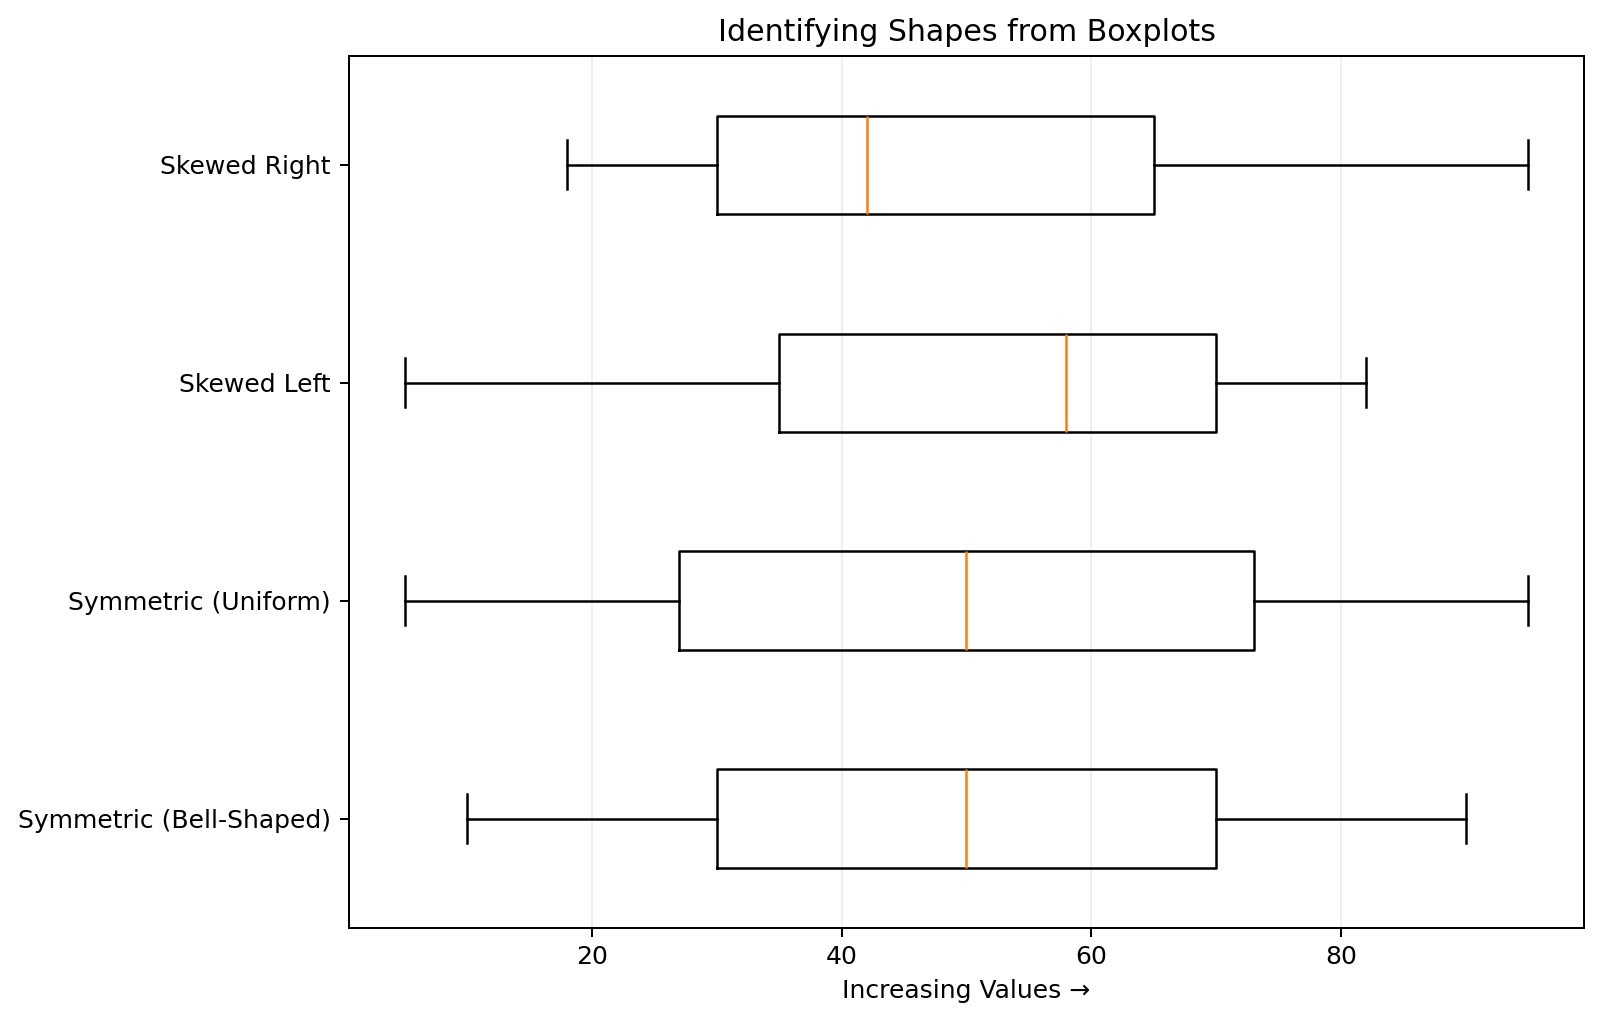 Identifying Shapes from Boxplots
Skewed Right
Skewed Left
Symmetric (Uniform)
Symmetric (Bell-Shaped)
20 40 60 80
Increasing Values →